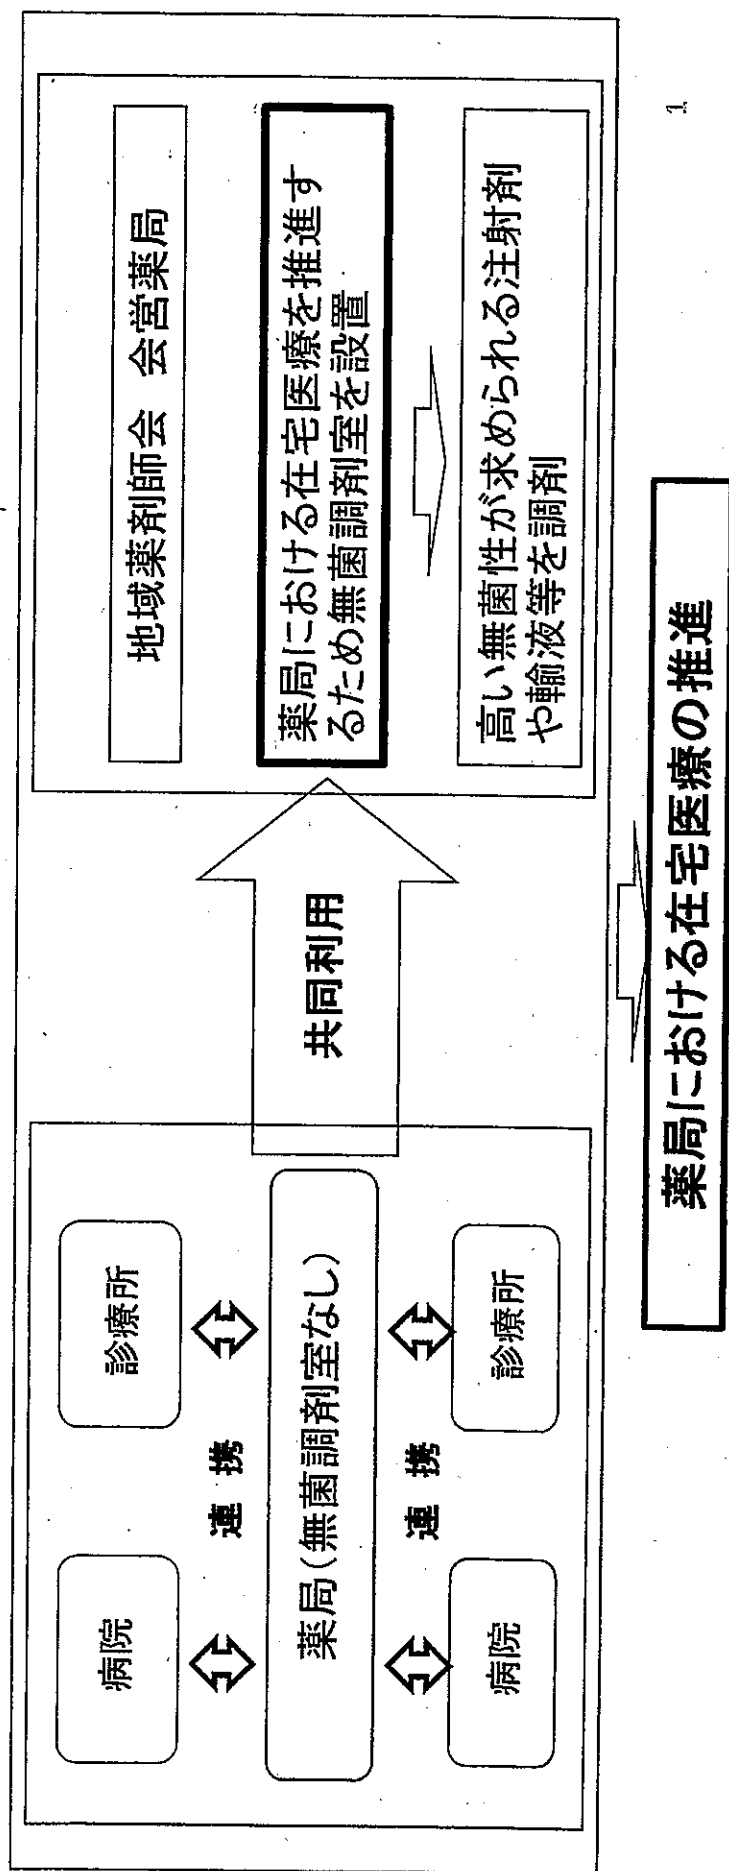 病院
診療所
連携
薬局(無菌調剤室なし)
連携
病院
診療所
共同利用
地域薬剤師会 会営薬局
薬局における在宅医療を推進す
るため無菌調剤室を設置
高い無菌性が求められる注射剤
や輸液等を調剤
薬局における在宅医療の推進
1